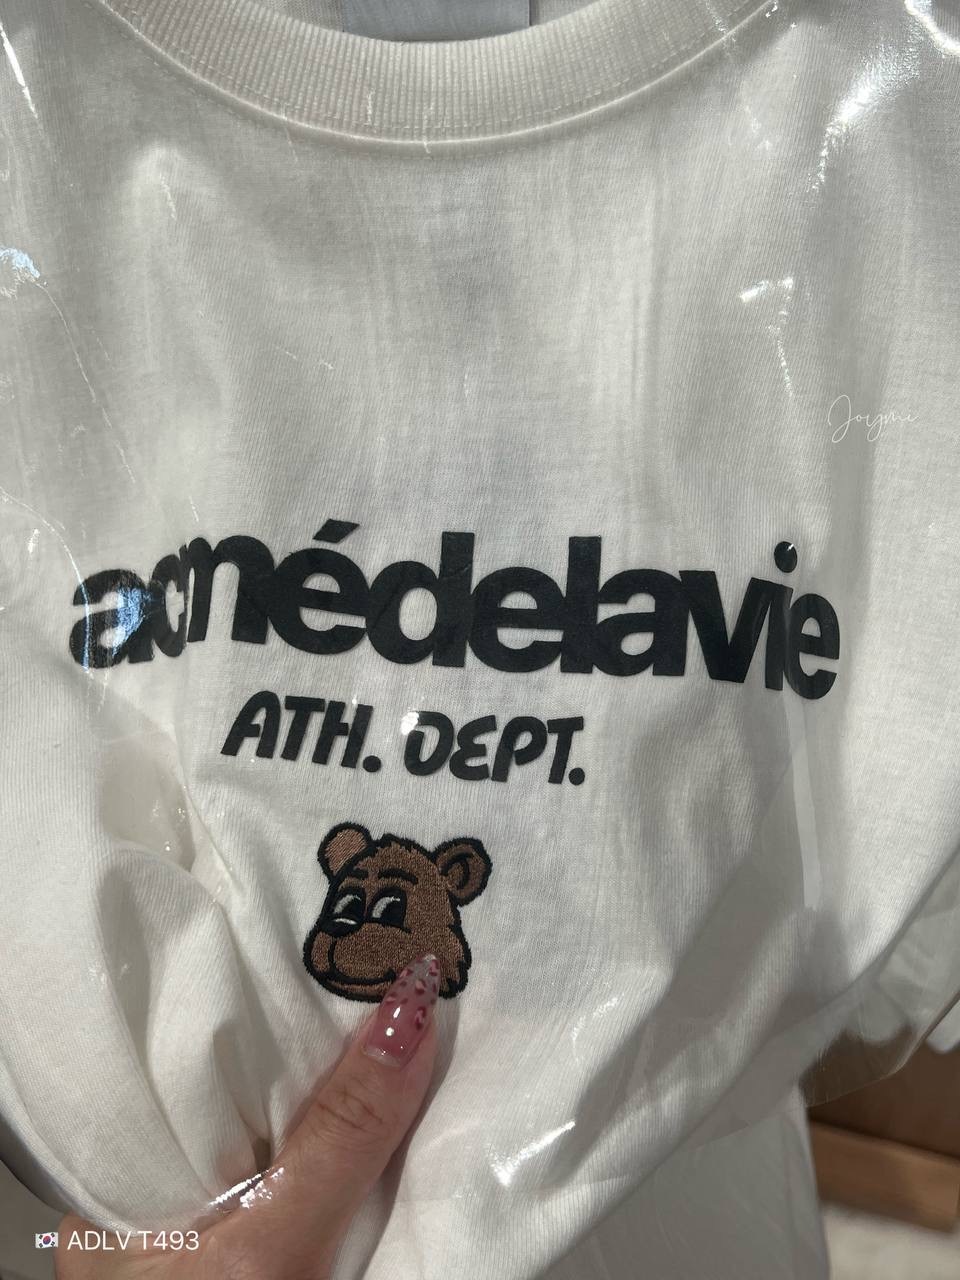 Joymi
acmédelavie
ATH. DEPT.
🇰🇷 ADLV T493